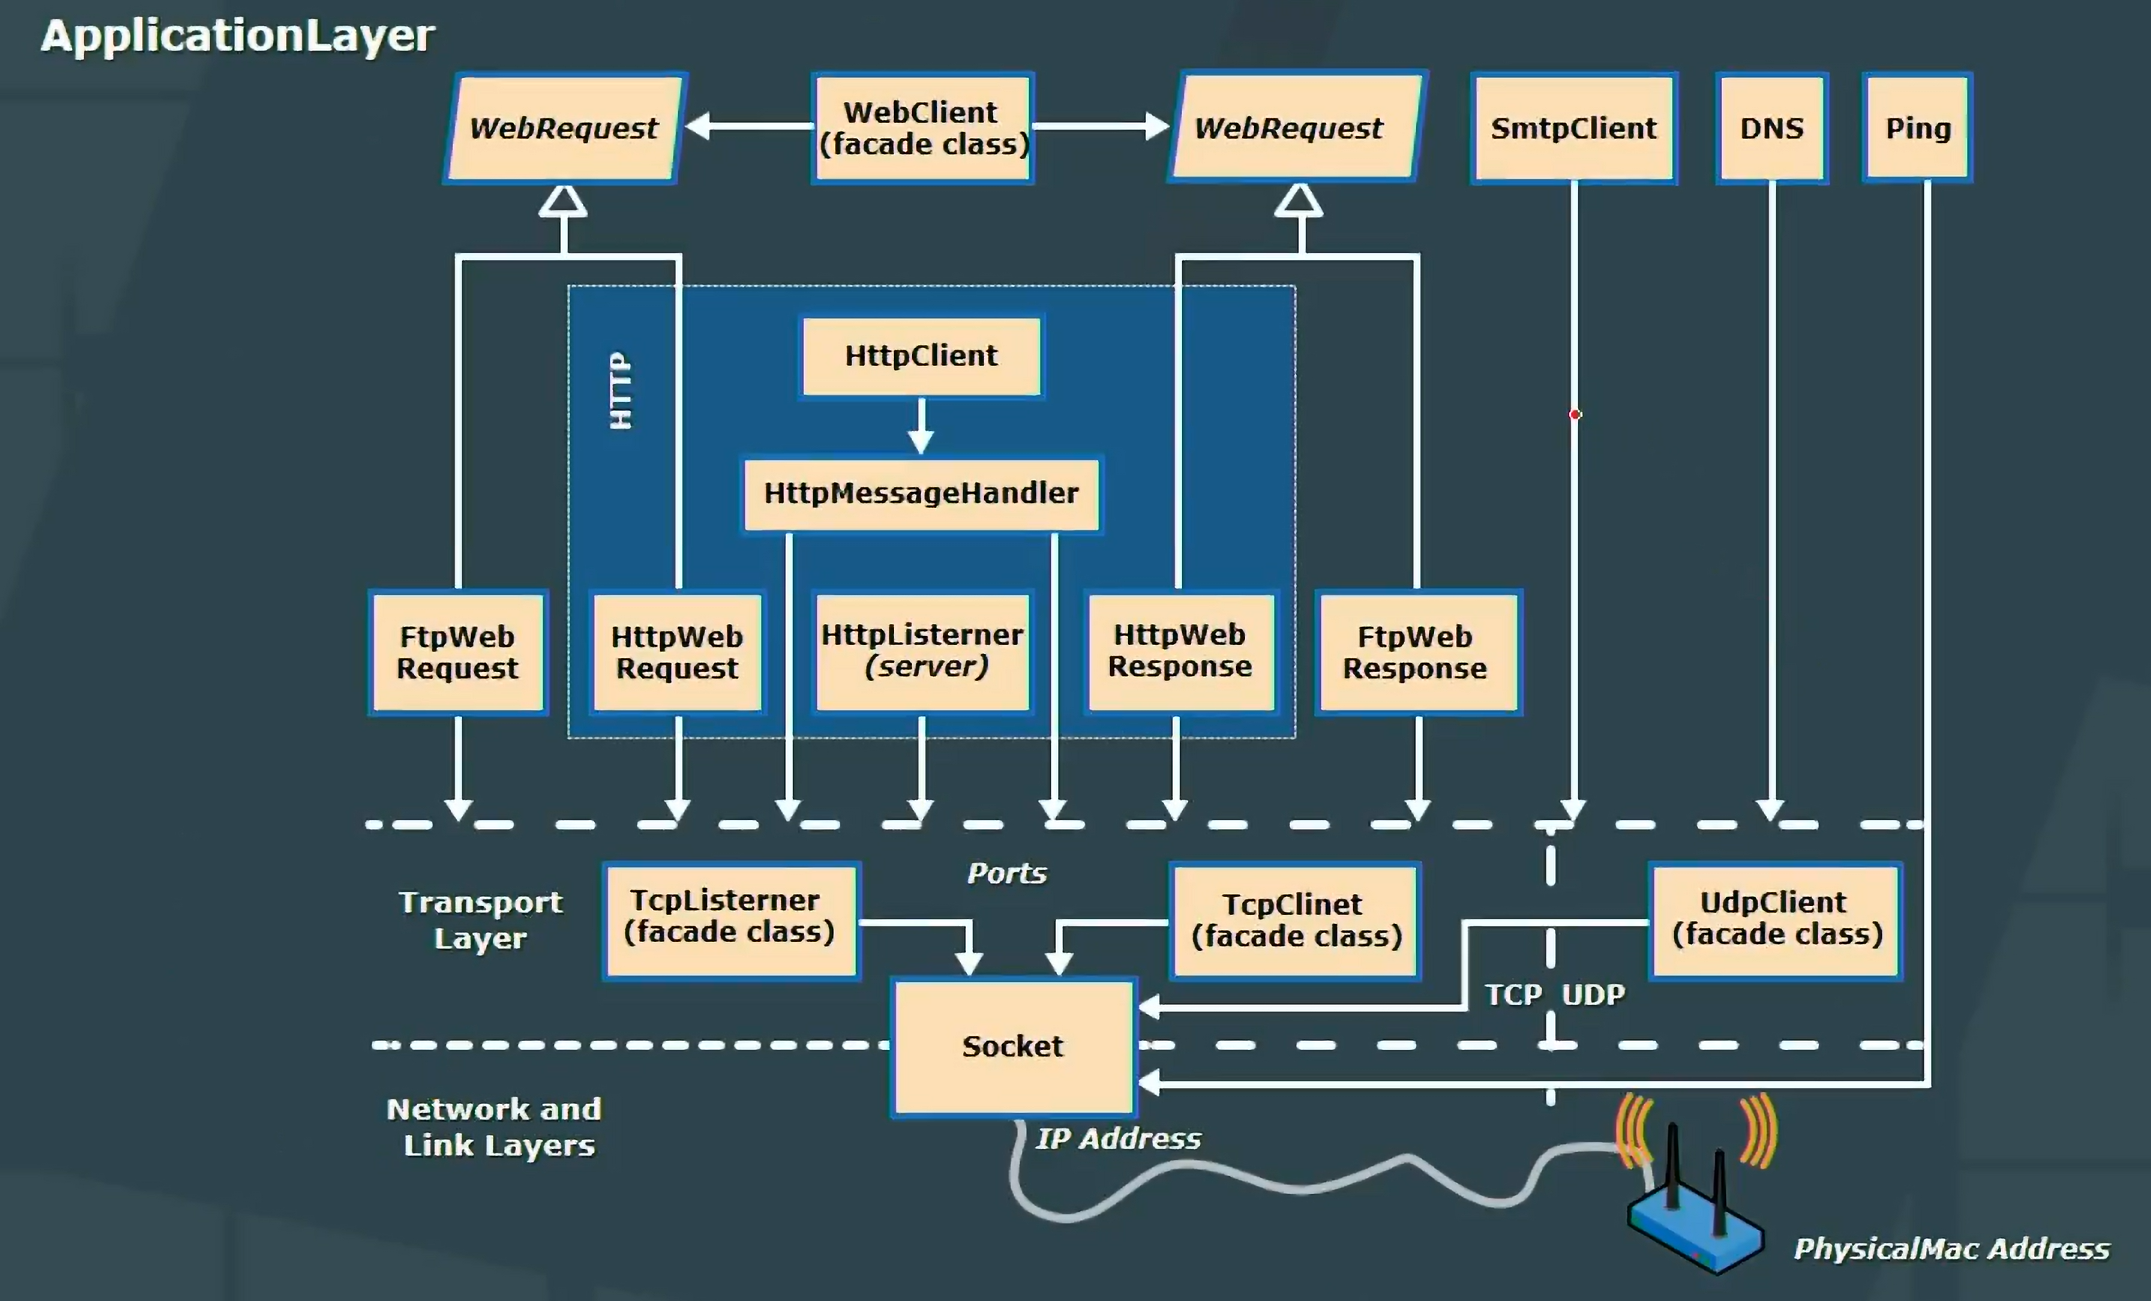 ApplicationLayer
WebRequest
WebClient
(facade class)
WebRequest
SmtpClient
DNS
Ping
HTTP
HttpClient
HttpMessageHandler
FtpWeb
Request
HttpWeb
Request
HttpListerner
(server)
HttpWeb
Response
FtpWeb
Response
Transport
Layer
TcpListerner
(facade class)
Ports
TcpClinet
(facade class)
UdpClient
(facade class)
TCP UDP
Socket
Network and
Link Layers
IP Address
PhysicalMac Address